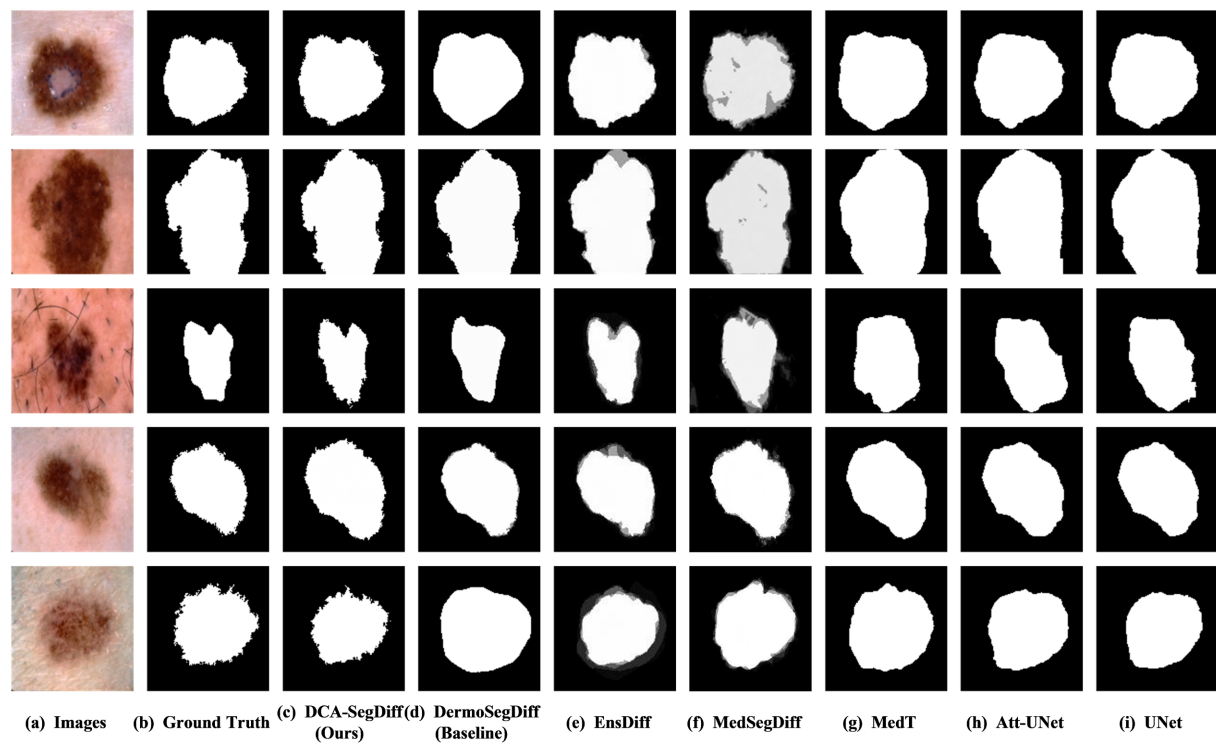 (a) Images (b) Ground Truth (c) DCA-SegDiff (d) DermoSegDiff (e) EnsDiff (f) MedSegDiff (g) MedT (h) Att-UNet (i) UNet
(Ours) (Baseline)